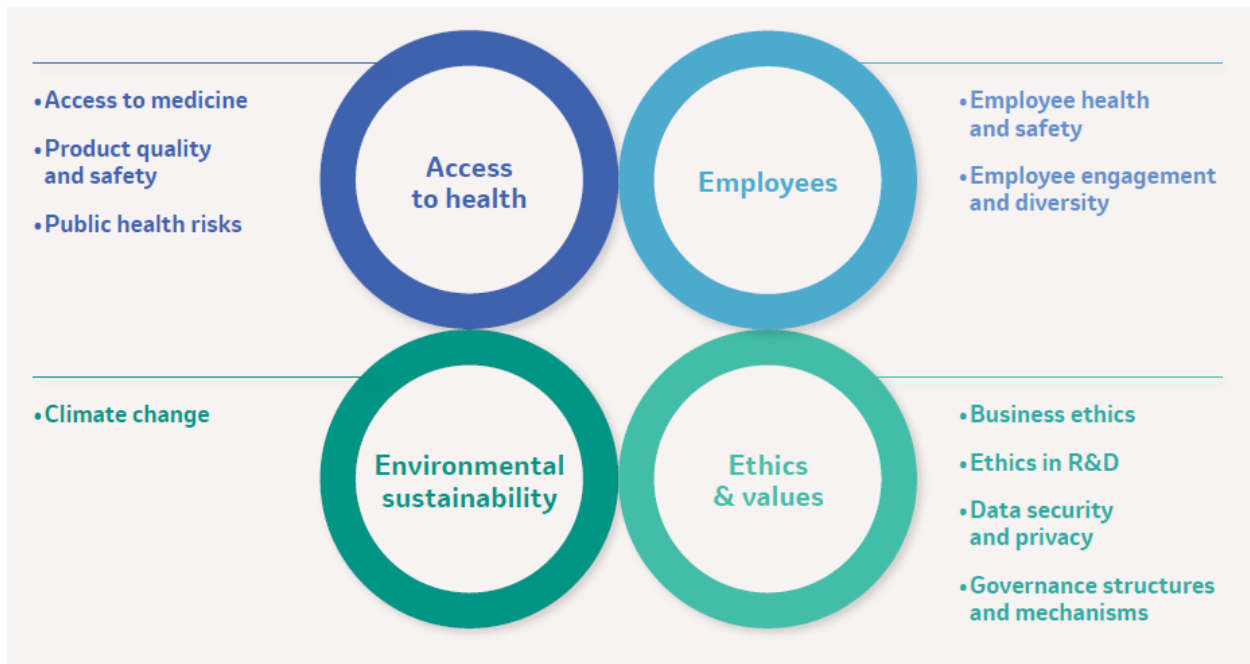 Access
to health
•Access to medicine
•Product quality
and safety
•Public health risks
Employees
•Employee health
and safety
•Employee engagement
and diversity
Environmental
sustainability
•Climate change
Ethics
& values
•Business ethics
•Ethics in R&D
•Data security
and privacy
•Governance structures
and mechanisms